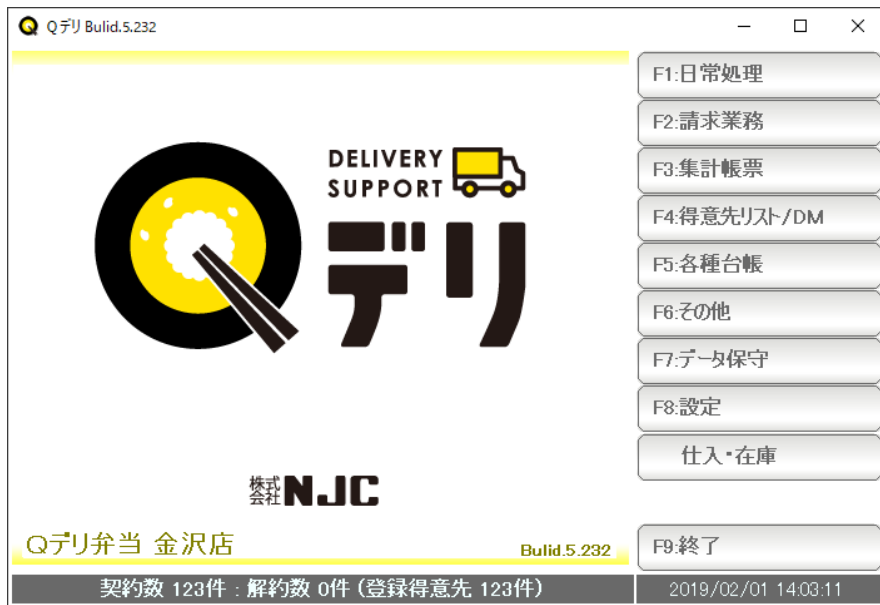 Qデリ Bulid.5.232
DELIVERY
SUPPORT
デリ
株式
会社 NJC
Qデリ弁当 金沢店
Bulid.5.232
F1:日常処理
F2:請求業務
F3:集計帳票
F4:得意先リスト/DM
F5:各種台帳
F6:その他
F7:データ保守
F8:設定
仕入・在庫
F9:終了
契約数 123件 : 解約数 0件 (登録得意先 123件)
2019/02/01 14:03:11